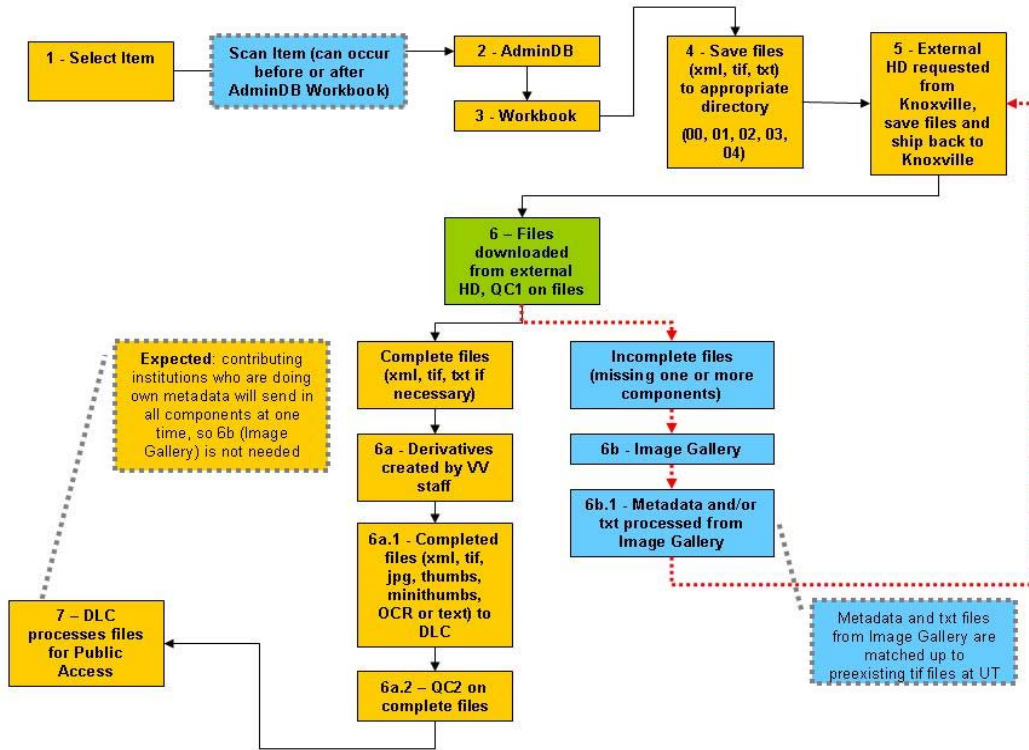 1 - Select Item
Scan Item (can occur
before or after
AdminDB Workbook)
2 - AdminDB
3 - Workbook
4 - Save files
(xml, tif, txt)
to appropriate
directory
(00, 01, 02, 03,
04)
5 - External
HD requested
from
Knoxville,
save files and
ship back to
Knoxville
6 – Files
downloaded
from external
HD, QC1 on files
Expected: contributing
institutions who are doing
own metadata will send in
all components at one
time, so 6b (Image
Gallery) is not needed
Complete files
(xml, tif, txt if
necessary)
Incomplete files
(missing one or more
components)
6a - Derivatives
created by VV
staff
6b - Image Gallery
6b.1 - Metadata and/or
txt processed from
Image Gallery
6a.1 - Completed
files (xml, tif,
jpg, thumbs,
minithumbs,
OCR or text) to
DLC
7 – DLC
processes files
for Public
Access
Metadata and txt files
from Image Gallery are
matched up to
preexisting tif files at UT
6a.2 – QC2 on
complete files